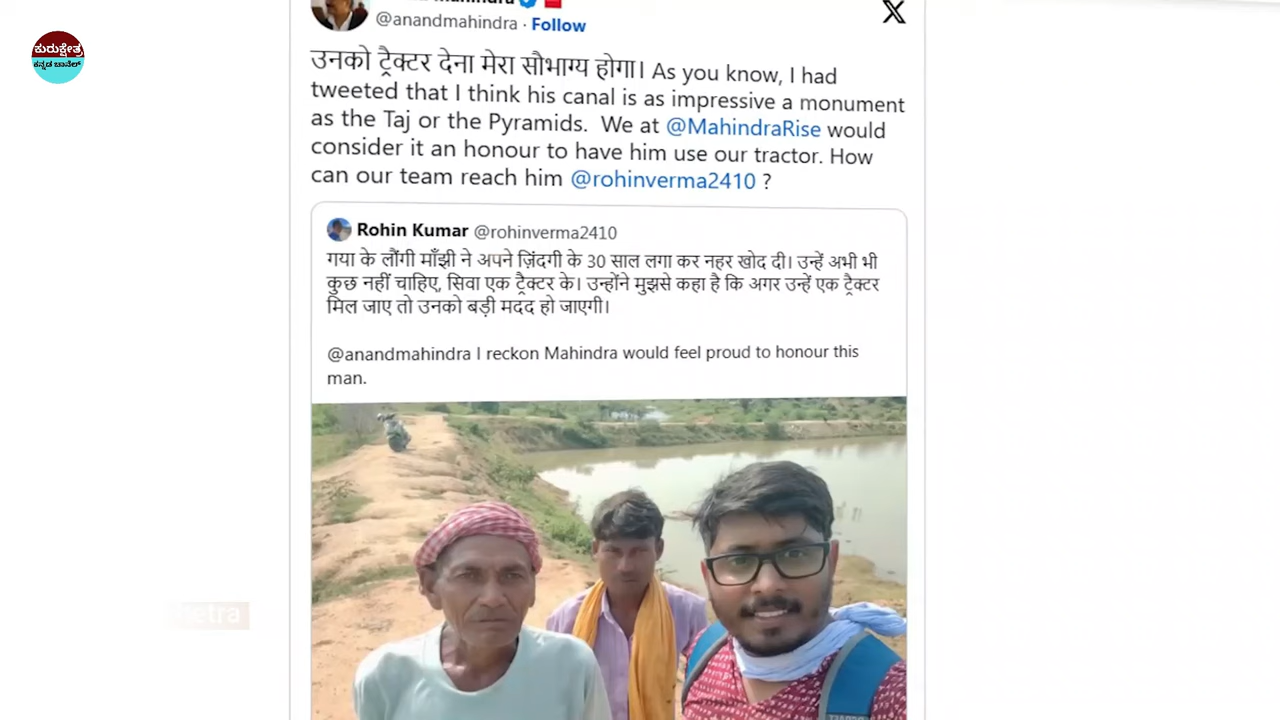 ಕುರುಕ್ಷೇತ್ರ
ಕನ್ನಡ ಚಾನೆಲ್
@anandmahindra · Follow
उनको ट्रैक्टर देना मेरा सौभाग्य होगा। As you know, I had
tweeted that I think his canal is as impressive a monument
as the Taj or the Pyramids. We at @MahindraRise would
consider it an honour to have him use our tractor. How
can our team reach him @rohinverma2410 ?
Rohin Kumar @rohinverma2410
गया के लौंगी माँझी ने अपने ज़िंदगी के 30 साल लगा कर नहर खोद दी। उन्हें अभी भी
कुछ नहीं चाहिए, सिवा एक ट्रैक्टर के। उन्होंने मुझसे कहा है कि अगर उन्हें एक ट्रैक्टर
मिल जाए तो उनको बड़ी मदद हो जाएगी।
@anandmahindra I reckon Mahindra would feel proud to honour this
man.